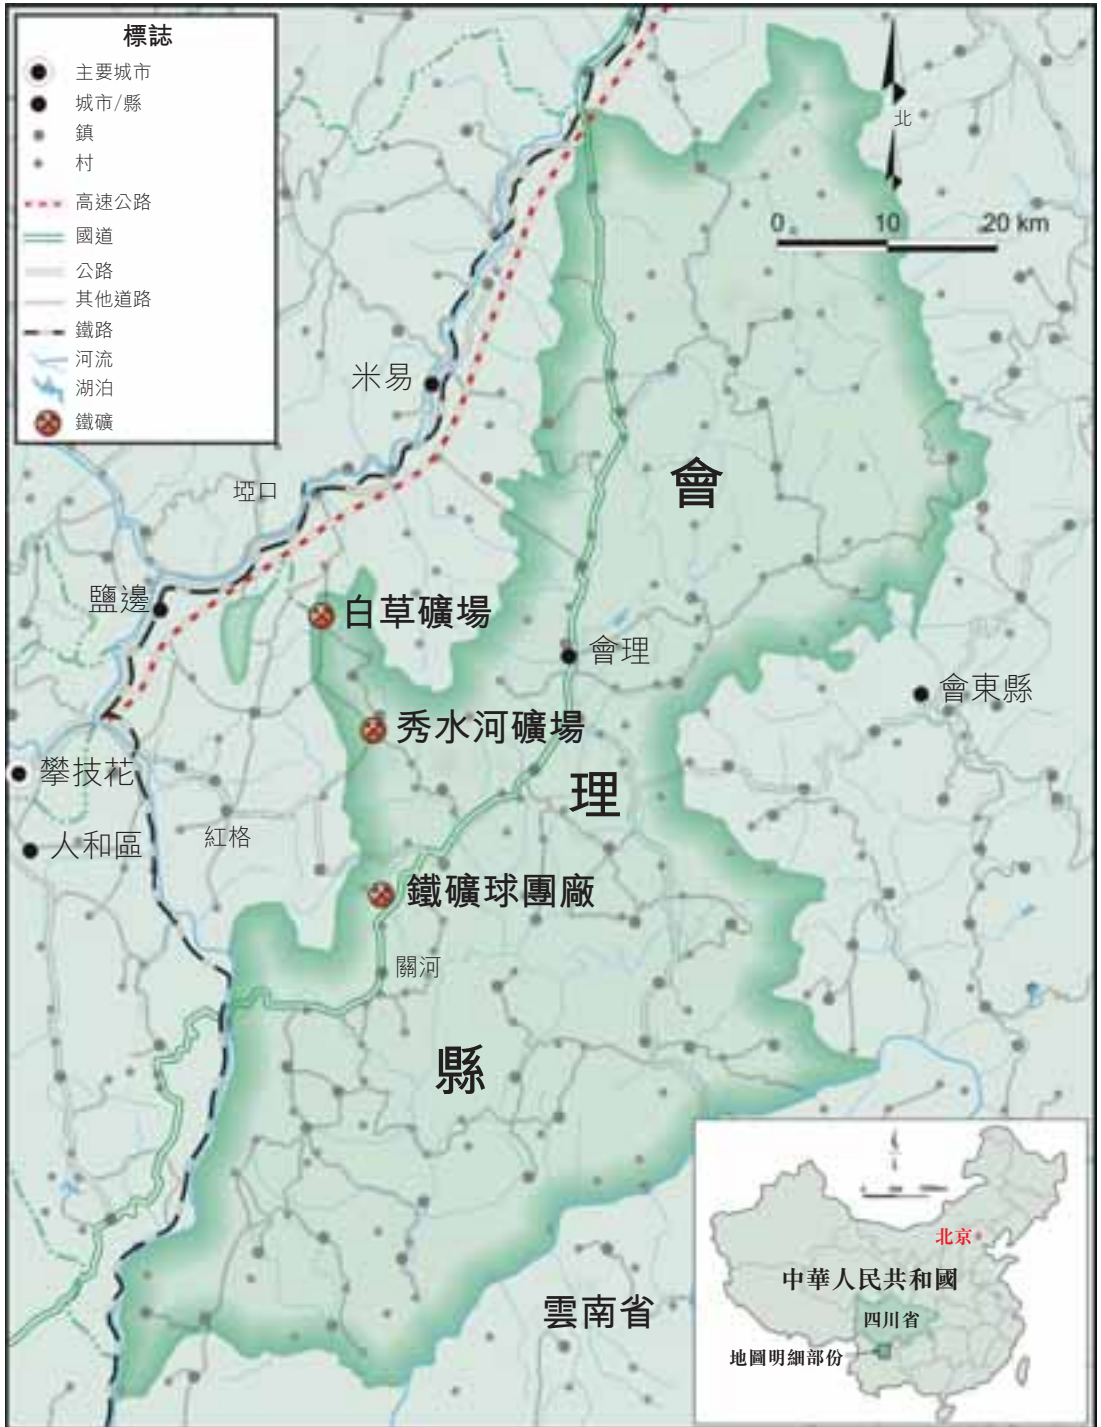 標誌
主要城市
城市/縣
鎮
村
高速公路
國道
公路
其他道路
鐵路
河流
湖泊
鐵礦
北
0 10 20 km
米易
會
埡口
鹽邊
白草礦場
會理
會東縣
秀水河礦場
攀技花
理
人和區
紅格
鐵礦球團廠
關河
縣
雲南省
北京
中華人民共和國
四川省
地圖明細部份